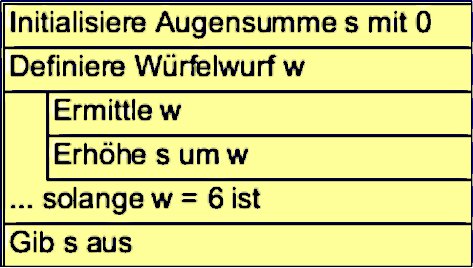 Initialisiere Augensumme s mit 0
Definiere Würfelwurf w
Ermittle w
Erhöhe s um w
... solange w = 6 ist
Gib s aus